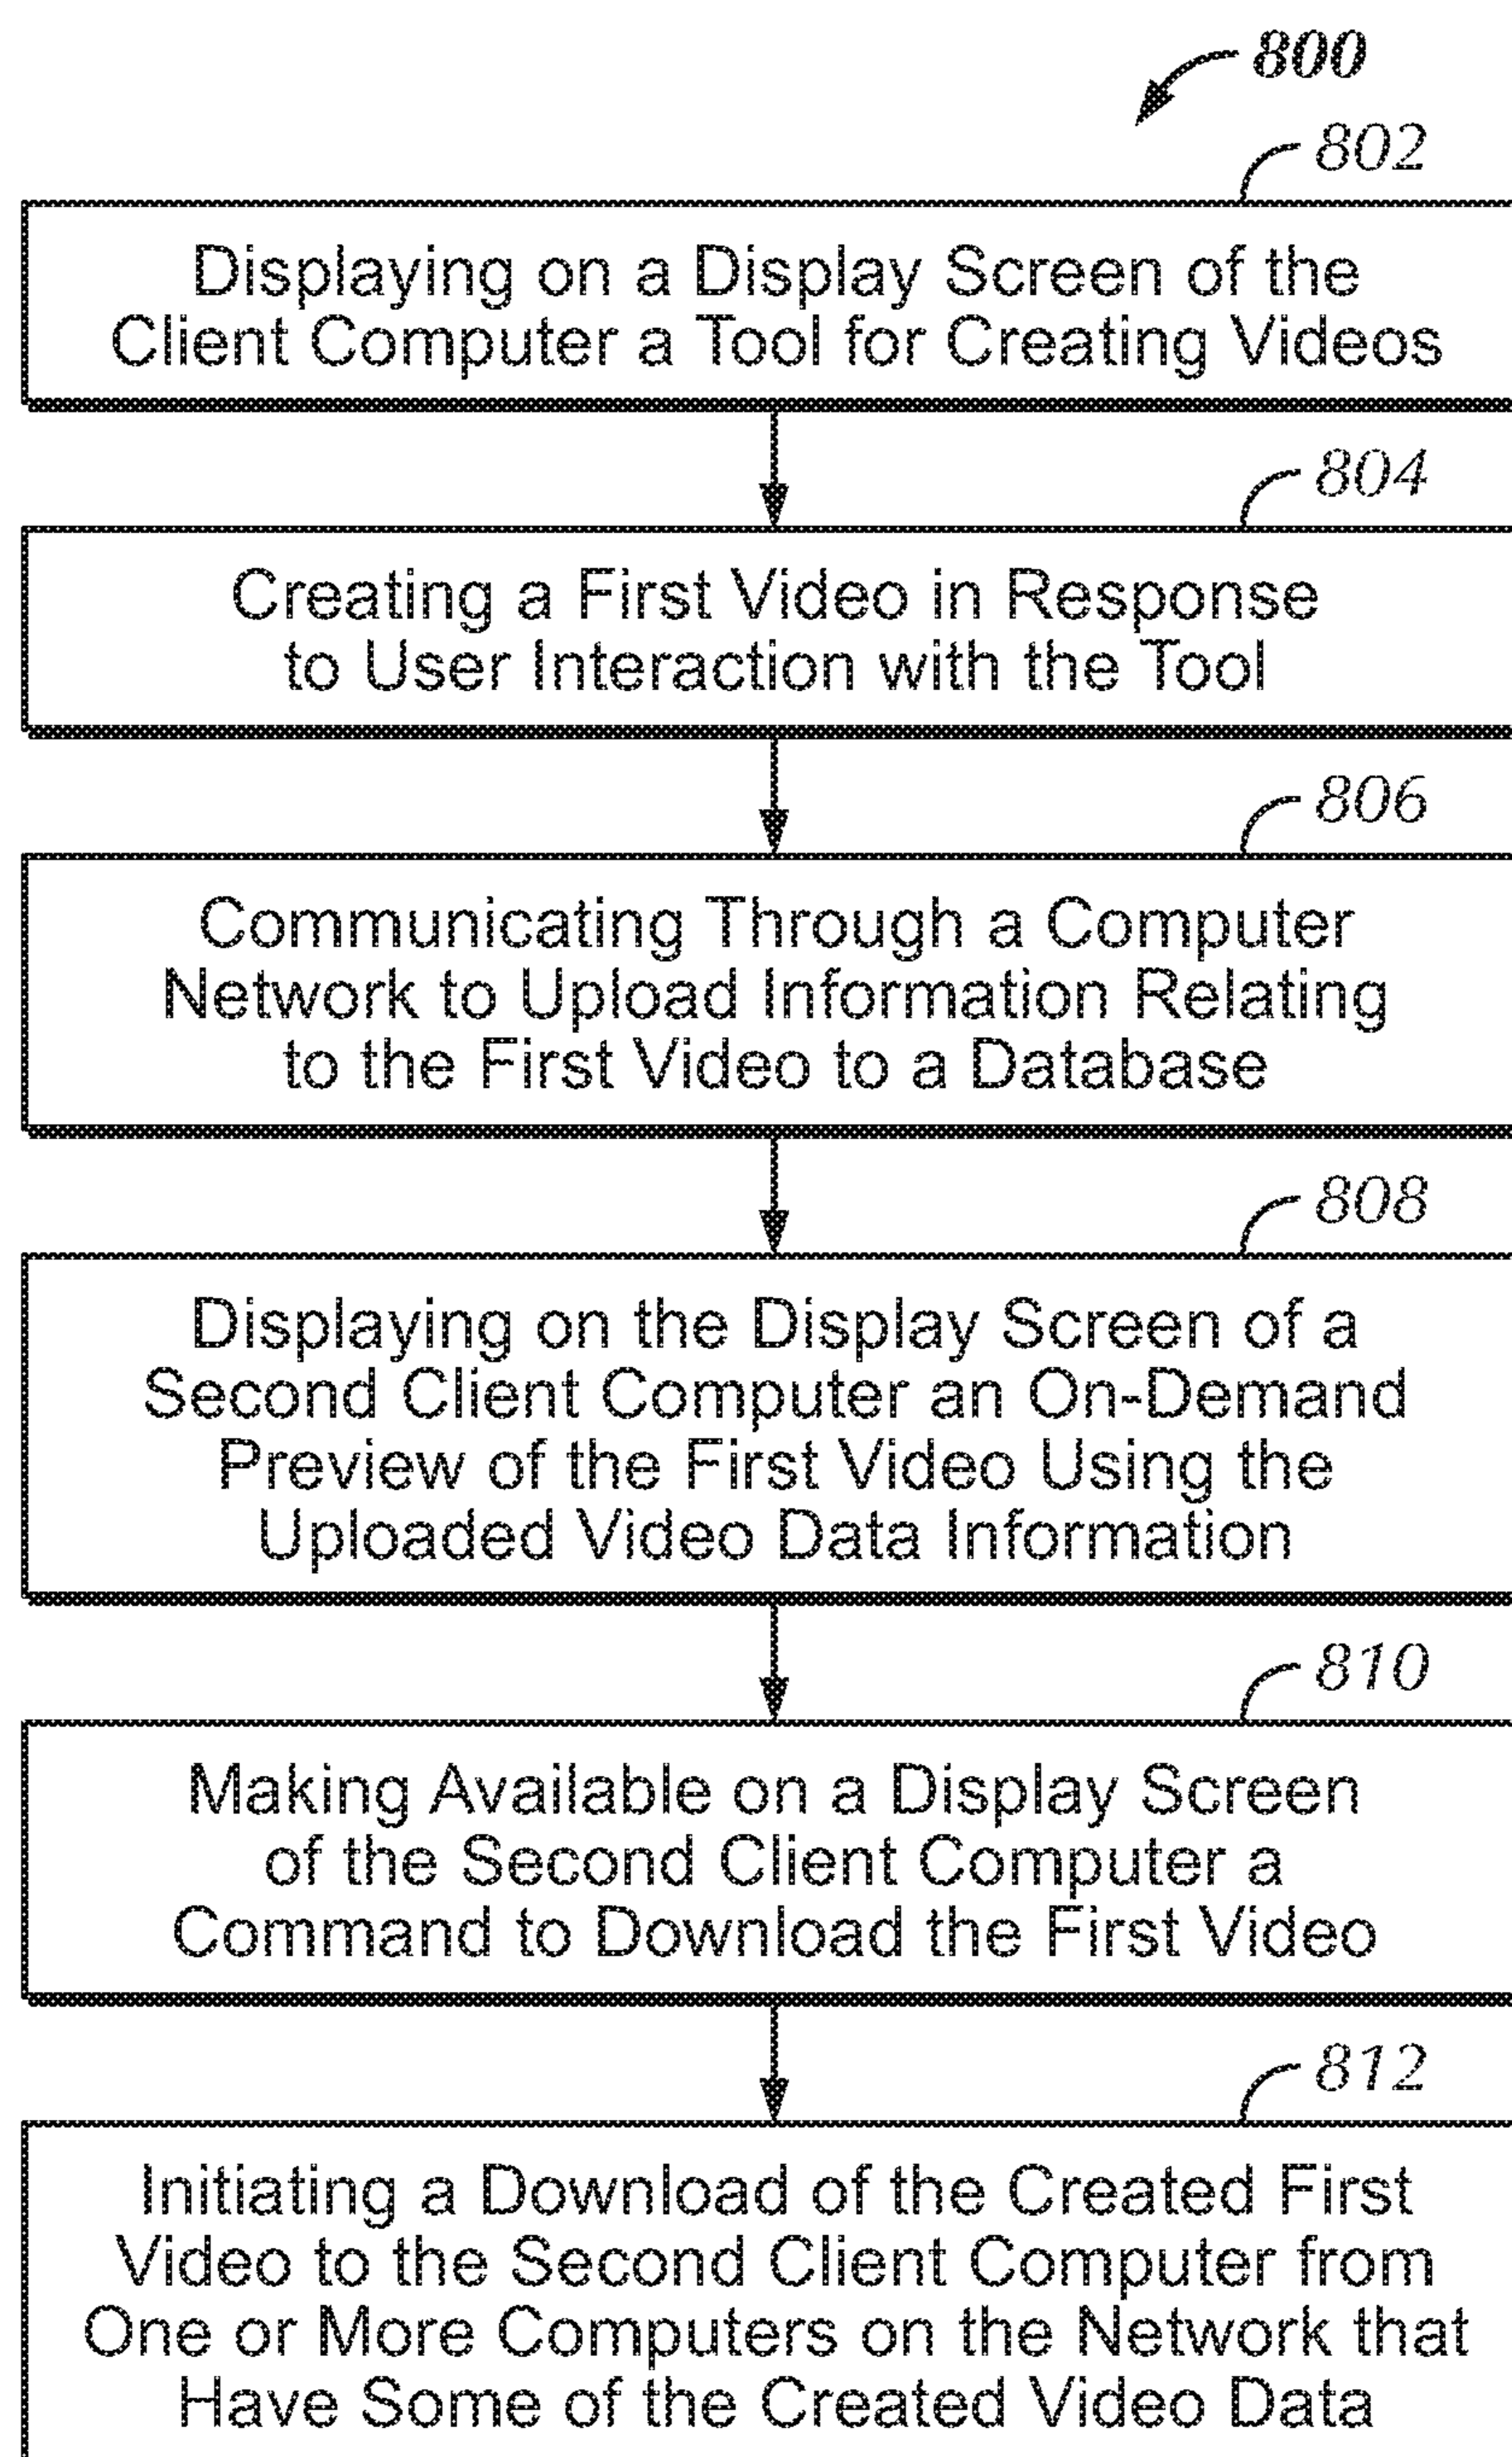 800
802
Displaying on a Display Screen of the
Client Computer a Tool for Creating Videos
804
Creating a First Video in Response
to User Interaction with the Tool
806
Communicating Through a Computer
Network to Upload Information Relating
to the First Video to a Database
808
Displaying on the Display Screen of a
Second Client Computer an On-Demand
Preview of the First Video Using the
Uploaded Video Data Information
810
Making Available on a Display Screen
of the Second Client Computer a
Command to Download the First Video
812
Initiating a Download of the Created First
Video to the Second Client Computer from
One or More Computers on the Network that
Have Some of the Created Video Data